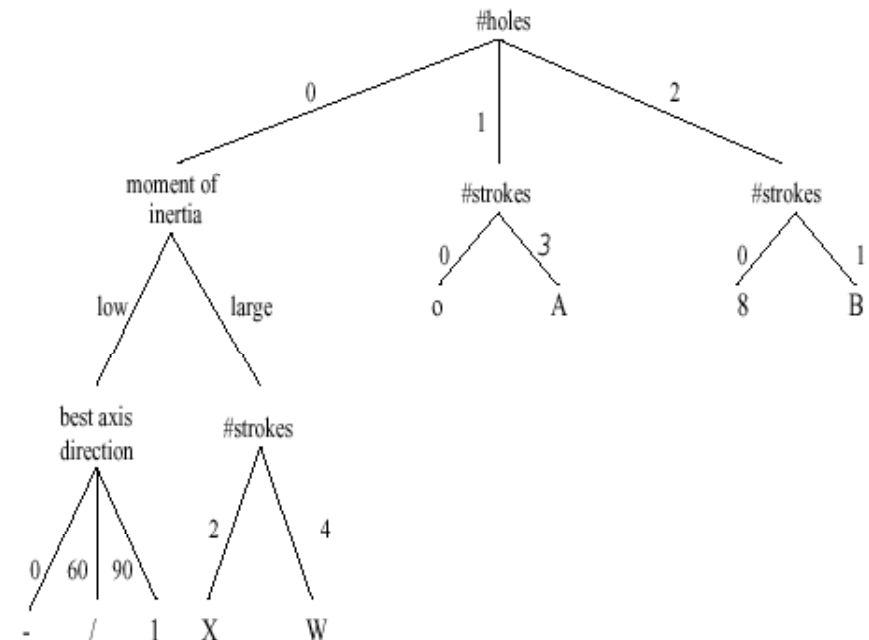 #holes
0
1
2
moment of
inertia
#strokes
#strokes
0
3
0
1
low
large
o
A
8
B
best axis
direction
#strokes
2
4
0
60
90
-
/
1
X
W